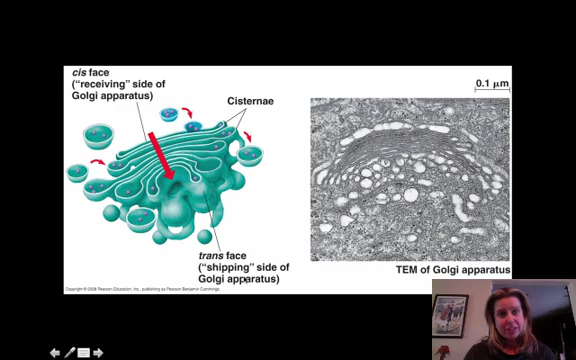 cis face
("receiving" side of
Golgi apparatus)
Cisternae
0.1 µm
trans face
("shipping" side of
Golgi apparatus)
TEM of Golgi apparatus
Copyright © 2008 Pearson Education, Inc., publishing as Pearson Benjamin Cummings.